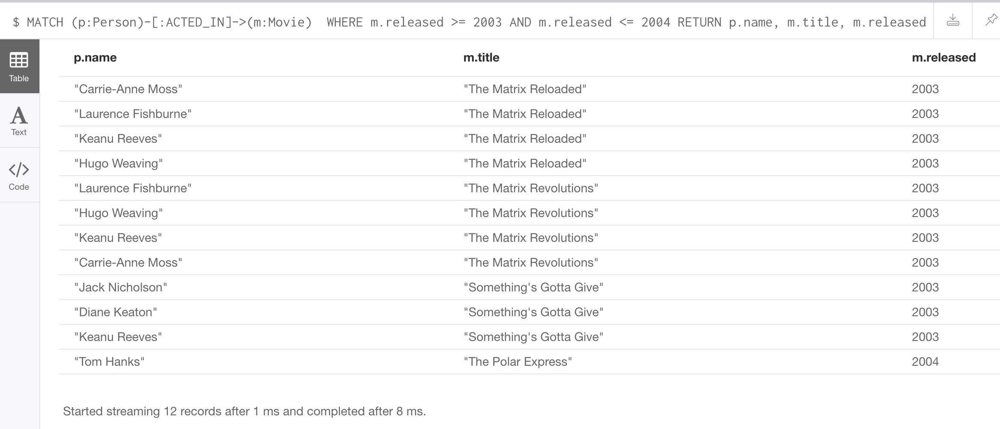 $ MATCH (p:Person)-[:ACTED_IN]->(m:Movie)  WHERE m.released >= 2003 AND m.released <= 2004 RETURN p.name, m.title, m.released
Table
Text
Code
p.name m.title m.released
"Carrie-Anne Moss" "The Matrix Reloaded" 2003
"Laurence Fishburne" "The Matrix Reloaded" 2003
"Keanu Reeves" "The Matrix Reloaded" 2003
"Hugo Weaving" "The Matrix Reloaded" 2003
"Laurence Fishburne" "The Matrix Revolutions" 2003
"Hugo Weaving" "The Matrix Revolutions" 2003
"Keanu Reeves" "The Matrix Revolutions" 2003
"Carrie-Anne Moss" "The Matrix Revolutions" 2003
"Jack Nicholson" "Something's Gotta Give" 2003
"Diane Keaton" "Something's Gotta Give" 2003
"Keanu Reeves" "Something's Gotta Give" 2003
"Tom Hanks" "The Polar Express" 2004
Started streaming 12 records after 1 ms and completed after 8 ms.